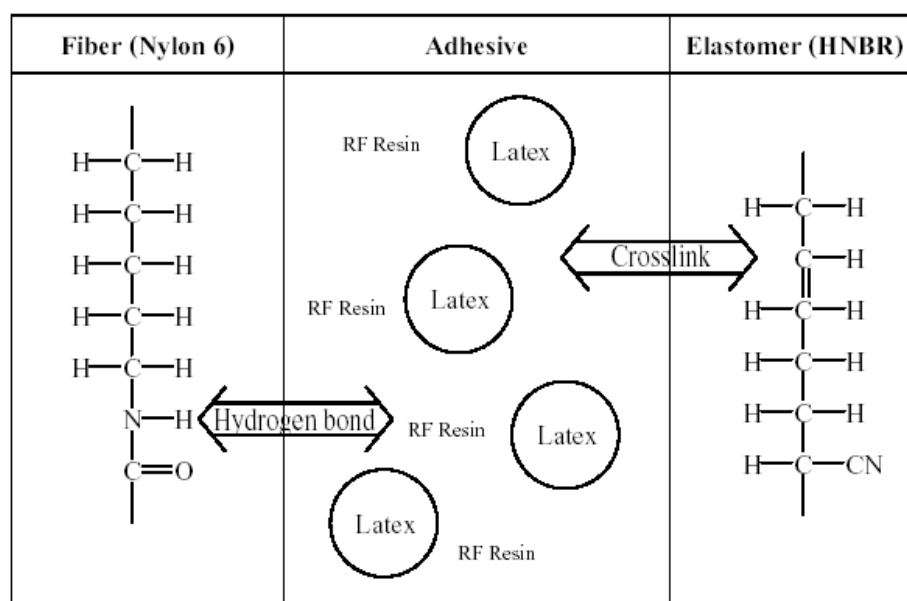 Fiber (Nylon 6)
Adhesive
Elastomer (HNBR)
H C H
H C H
H C H
H C H
H C H
N H
C O
RF Resin
Latex
RF Resin
Latex
RF Resin
Latex
Latex
RF Resin
Hydrogen bond
Crosslink
H C H
C H
H C H
H C H
H C H
H C CN